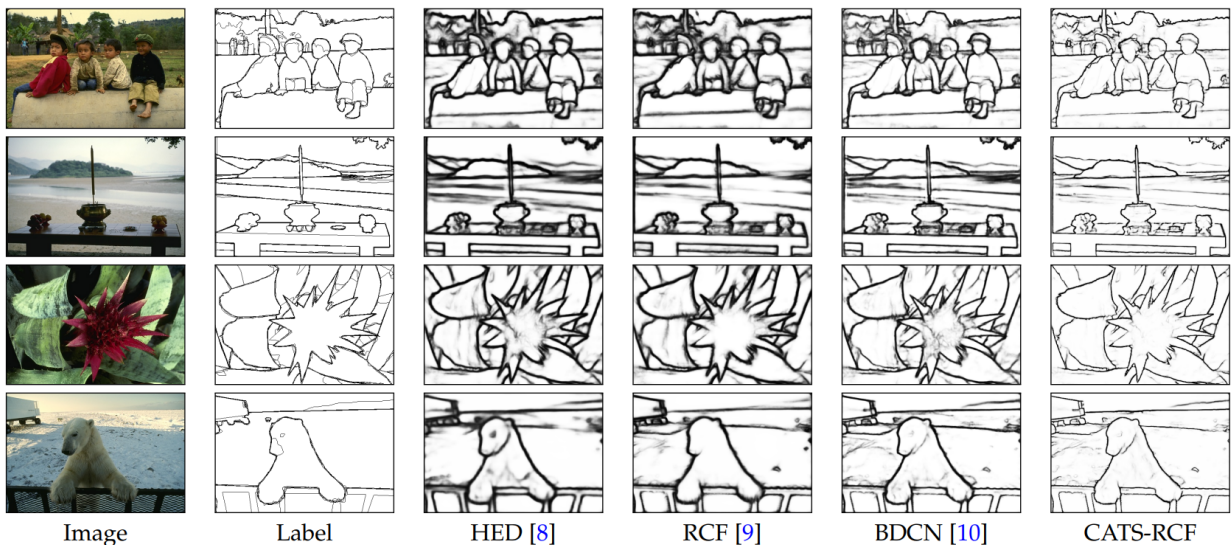 Image Label HED [8] RCF [9] BDCN [10] CATS-RCF